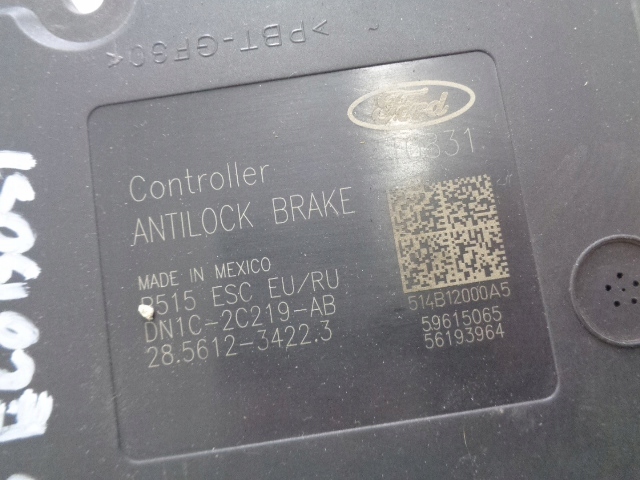 >PBT-GF30<
Ford
Controller
ANTILOCK BRAKE
MADE IN MEXICO
B515 ESC EU/RU
DN1C-2C219-AB
28.5612-3422.3
514B12000A5
59615065
56193964